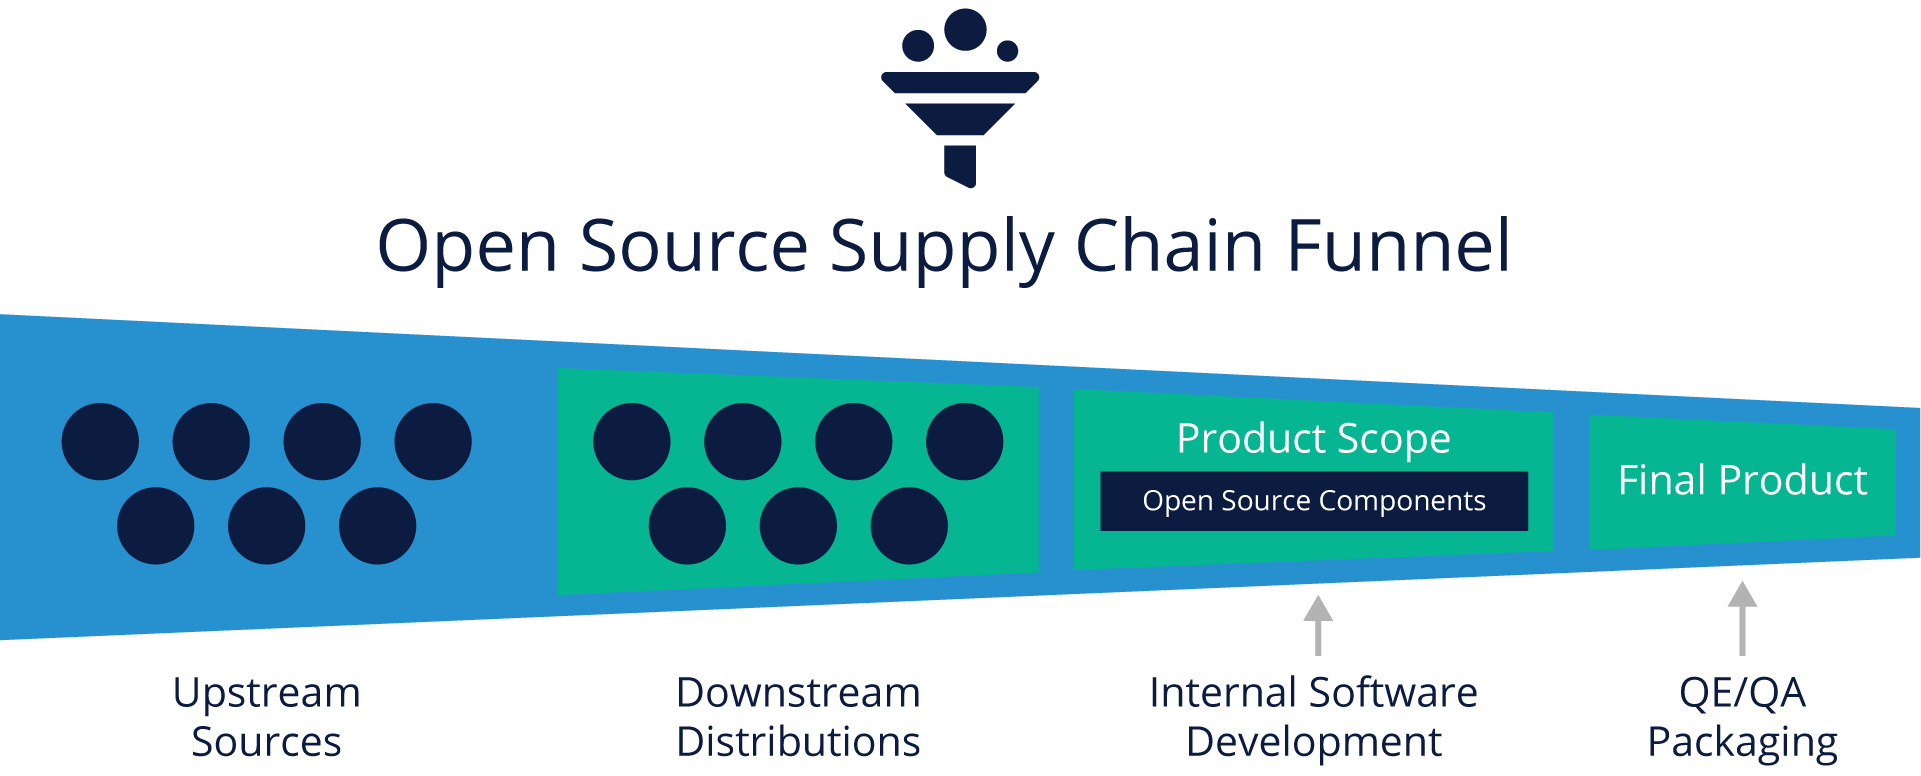 Open Source Supply Chain Funnel
Product Scope
Open Source Components
Final Product
Upstream
Sources
Downstream
Distributions
Internal Software
Development
QE/QA
Packaging